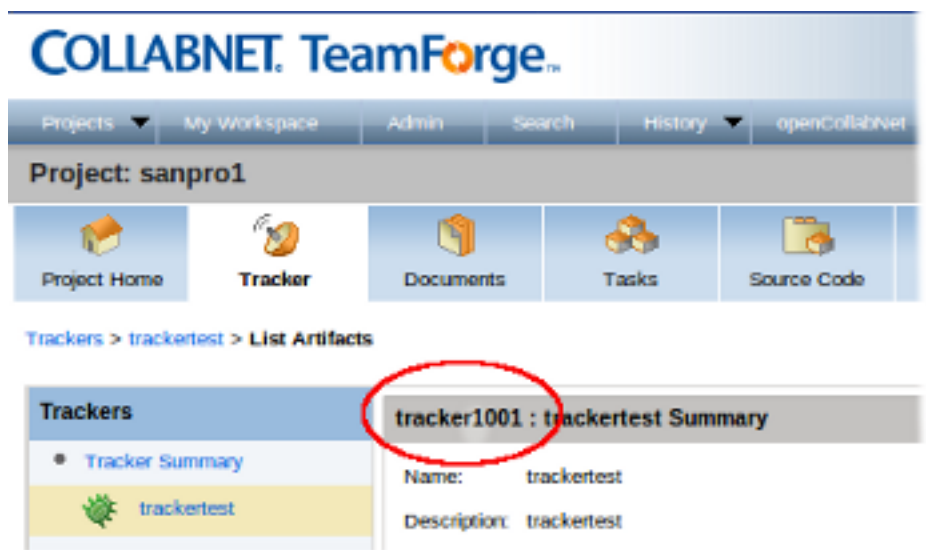 COLLABNET. TeamForge™
Projects My Workspace Admin Search History openCollabNet
Project: sanpro1
Project Home Tracker Documents Tasks Source Code
Trackers > trackertest > List Artifacts
Trackers
tracker1001 : trackertest Summary
Tracker Summary
Name: trackertest
trackertest
Description: trackertest